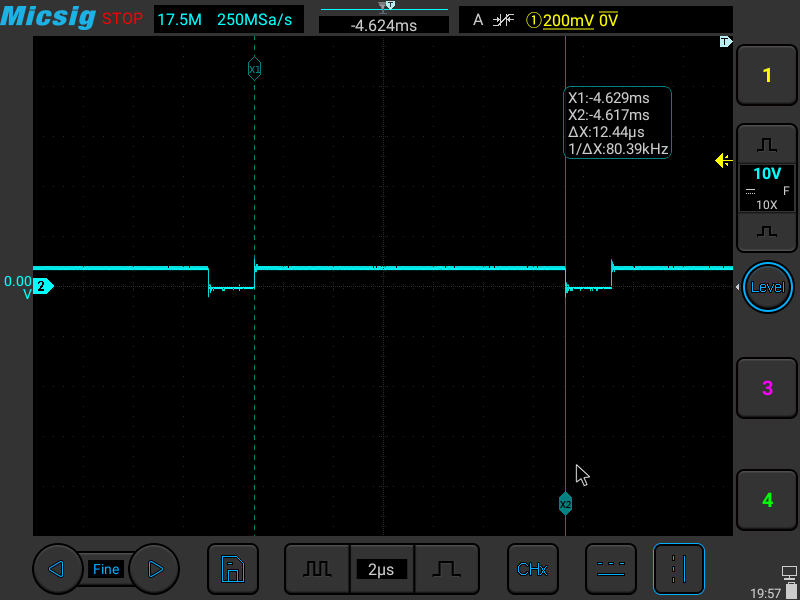 Micsig STOP 17.5M 250MSa/s T -4.624ms A ① 200mV 0V
T
X1
X1:-4.629ms
X2:-4.617ms
ΔX:12.44µs
1/ΔX:80.39kHz
1
10V
F
10X
0.00
V
2
Level
3
X2
4
Fine 2µs CHx
19:57